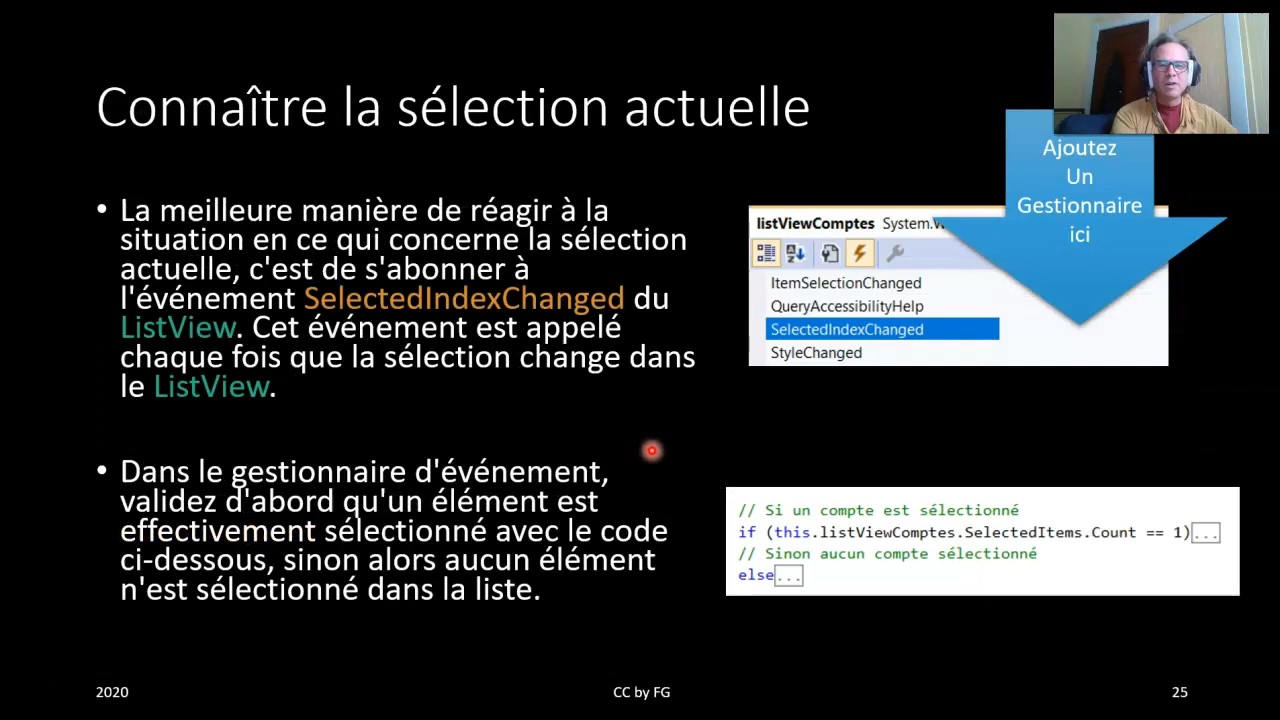 Connaître la sélection actuelle
• La meilleure manière de réagir à la
situation en ce qui concerne la sélection
actuelle, c'est de s'abonner à
l'événement SelectedIndexChanged du
ListView. Cet événement est appelé
chaque fois que la sélection change dans
le ListView.
• Dans le gestionnaire d'événement,
validez d'abord qu'un élément est
effectivement sélectionné avec le code
ci-dessous, sinon alors aucun élément
n'est sélectionné dans la liste.
Ajoutez
Un
Gestionnaire
ici
listViewComptes System.W
ItemSelectionChanged
QueryAccessibilityHelp
SelectedIndexChanged
StyleChanged
// Si un compte est sélectionné
if (this.listViewComptes.SelectedItems.Count == 1)...
// Sinon aucun compte sélectionné
else...
2020
CC by FG
25